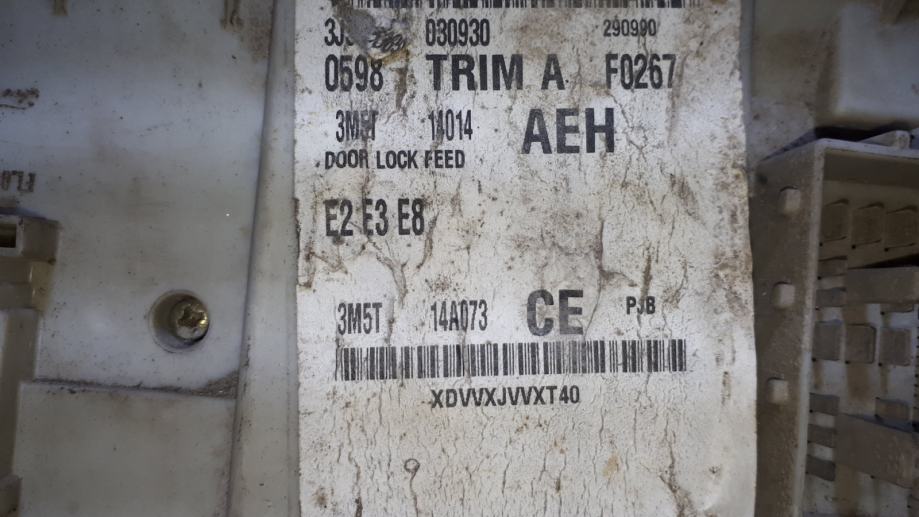 030930 290990
0598 TRIM A F0267
14014 AEH
DOOR LOCK FEED
E2 E3 E8
3M5T 14A073 CE PJB
XDVVXJVVXT40